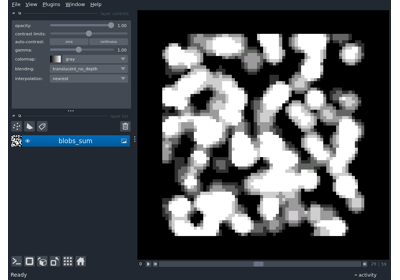 File View Plugins Window Help
opacity: 1.00
contrast limits:
auto-contrast: once continuous
gamma: 1.00
colormap: gray
blending: translucent_no_depth
interpolation: nearest
blobs_sum
Ready
activity